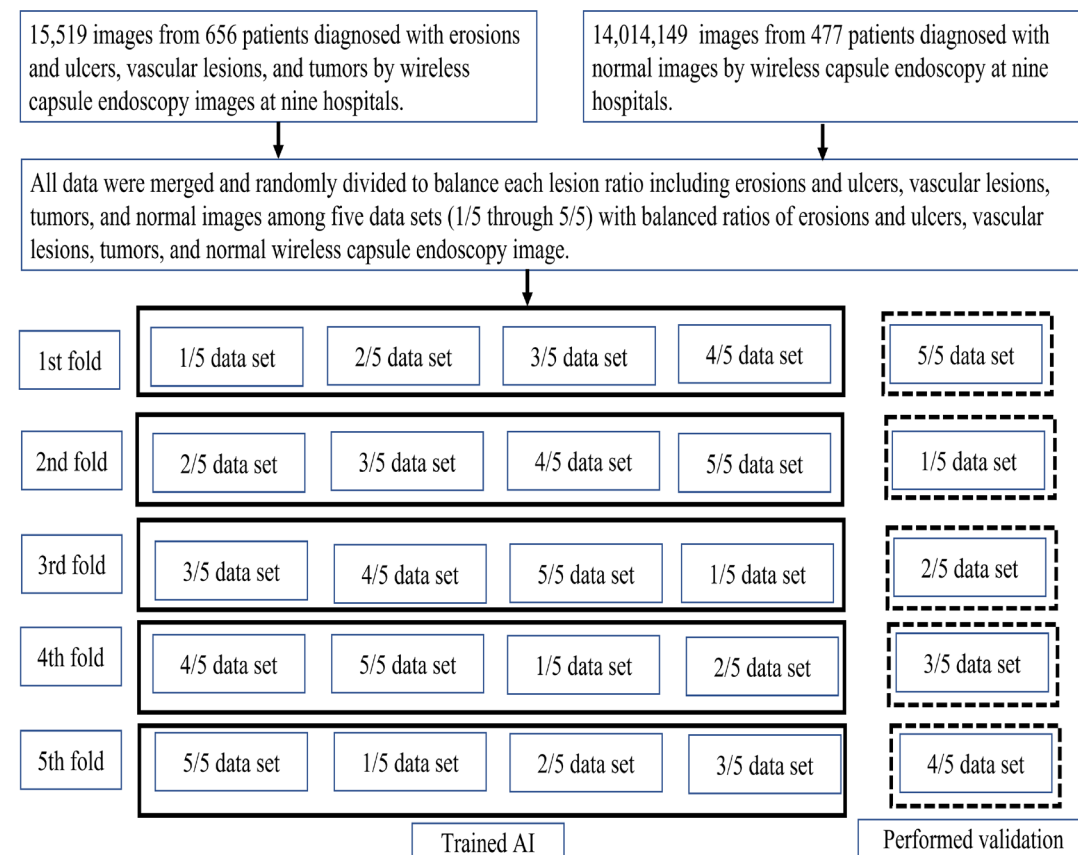 15,519 images from 656 patients diagnosed with erosions
and ulcers, vascular lesions, and tumors by wireless
capsule endoscopy images at nine hospitals.
14,014,149 images from 477 patients diagnosed with
normal images by wireless capsule endoscopy at nine
hospitals.
All data were merged and randomly divided to balance each lesion ratio including erosions and ulcers, vascular lesions,
tumors, and normal images among five data sets (1/5 through 5/5) with balanced ratios of erosions and ulcers, vascular
lesions, tumors, and normal wireless capsule endoscopy image.
1st fold 1/5 data set 2/5 data set 3/5 data set 4/5 data set 5/5 data set
2nd fold 2/5 data set 3/5 data set 4/5 data set 5/5 data set 1/5 data set
3rd fold 3/5 data set 4/5 data set 5/5 data set 1/5 data set 2/5 data set
4th fold 4/5 data set 5/5 data set 1/5 data set 2/5 data set 3/5 data set
5th fold 5/5 data set 1/5 data set 2/5 data set 3/5 data set 4/5 data set
Trained AI Performed validation